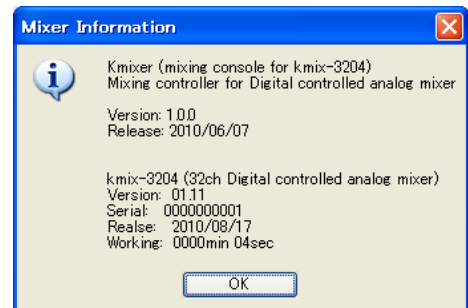 Mixer Information
Kmixer (mixing console for kmix-3204)
Mixing controller for Digital controlled analog mixer
Version: 1.0.0
Release: 2010/06/07
kmix-3204 (32ch Digital controlled analog mixer)
Version: 01.11
Serial: 0000000001
Realse: 2010/08/17
Working: 0000min 04sec
OK